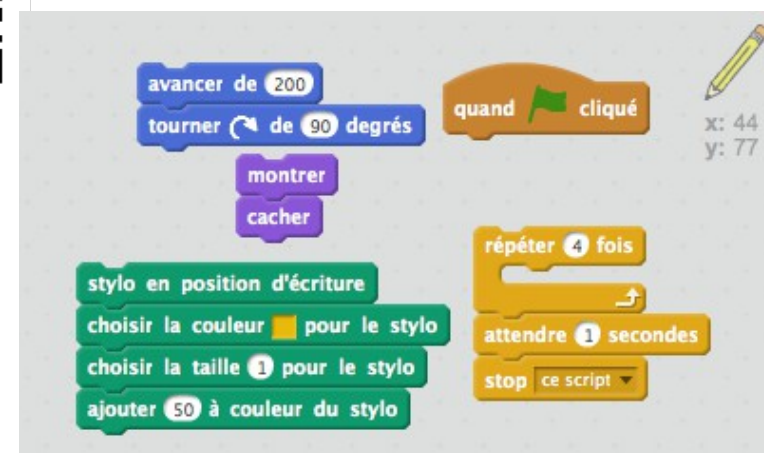 avancer de 200
tourner de 90 degrés
montrer
cacher
stylo en position d'écriture
choisir la couleur pour le stylo
choisir la taille 1 pour le stylo
ajouter 50 à couleur du stylo
quand cliqué
x: 44
y: 77
répéter 4 fois
attendre 1 secondes
stop ce script